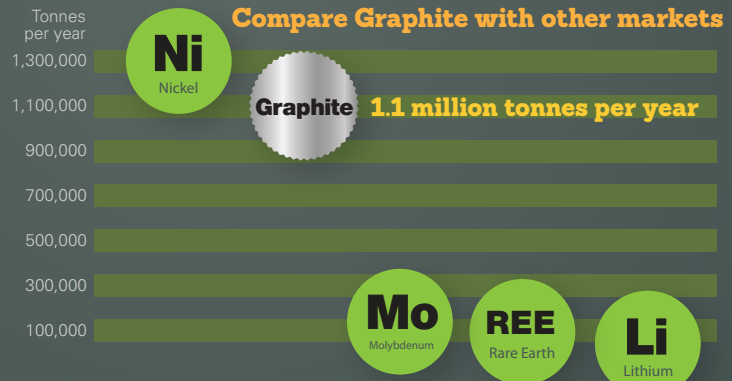 Tonnes
per year
Compare Graphite with other markets
1,300,000
Ni
Nickel
1,100,000
Graphite
1.1 million tonnes per year
900,000
700,000
500,000
300,000
100,000
Mo
Molybdenum
REE
Rare Earth
Li
Lithium